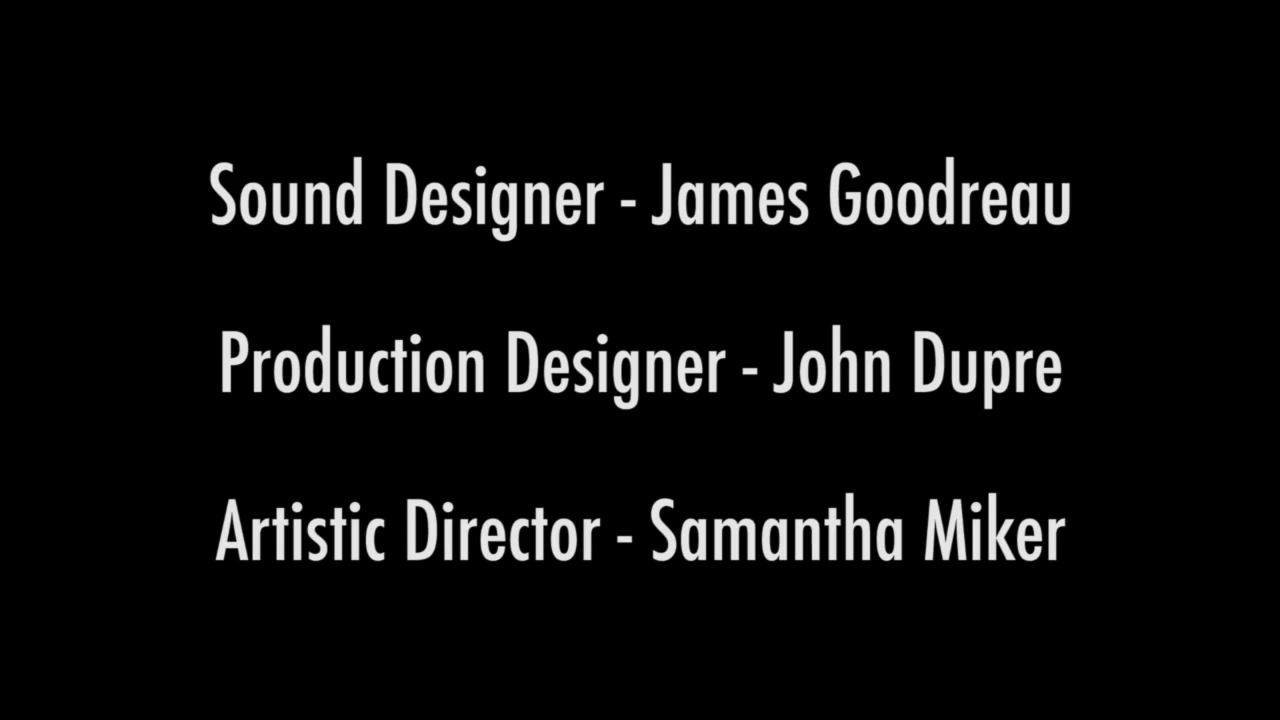 Sound Designer - James Goodreau
Production Designer - John Dupre
Artistic Director - Samantha Miker